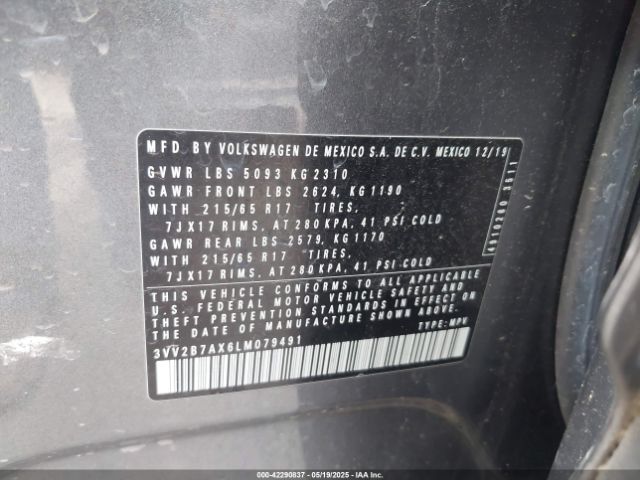 MFD BY VOLKSWAGEN DE MEXICO S.A. DE C.V. MEXICO 12/19
GVWR LBS 5093 KG 2310
GAWR FRONT LBS 2624, KG 1190
WITH 215/65 R17 TIRES,
7JX17 RIMS, AT 280 KPA, 41 PSI COLD
GAWR REAR LBS 2579, KG 1170
WITH 215/65 R17 TIRES,
7JX17 RIMS, AT 280 KPA, 41 PSI COLD
THIS VEHICLE CONFORMS TO ALL APPLICABLE
U.S. FEDERAL MOTOR VEHICLE SAFETY AND
THEFT PREVENTION STANDARDS IN EFFECT ON
THE DATE OF MANUFACTURE SHOWN ABOVE.
TYPE: MPV
3VV2B7AX6LM079491
000-42290837 - 05/19/2025 - Copyright © IAA Holdings, LLC